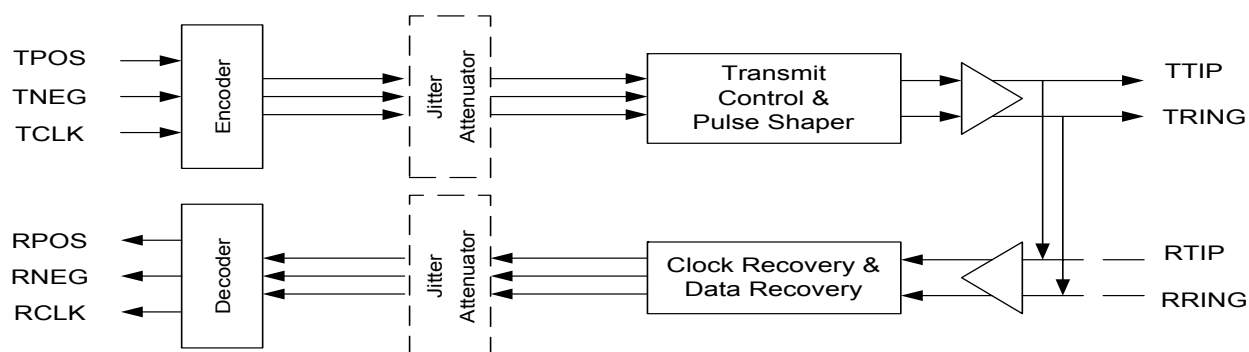 TPOS
TNEG
TCLK
Encoder
Jitter
Attenuator
Transmit
Control &
Pulse Shaper
TTIP
TRING
RPOS
RNEG
RCLK
Decoder
Jitter
Attenuator
Clock Recovery &
Data Recovery
RTIP
RRING